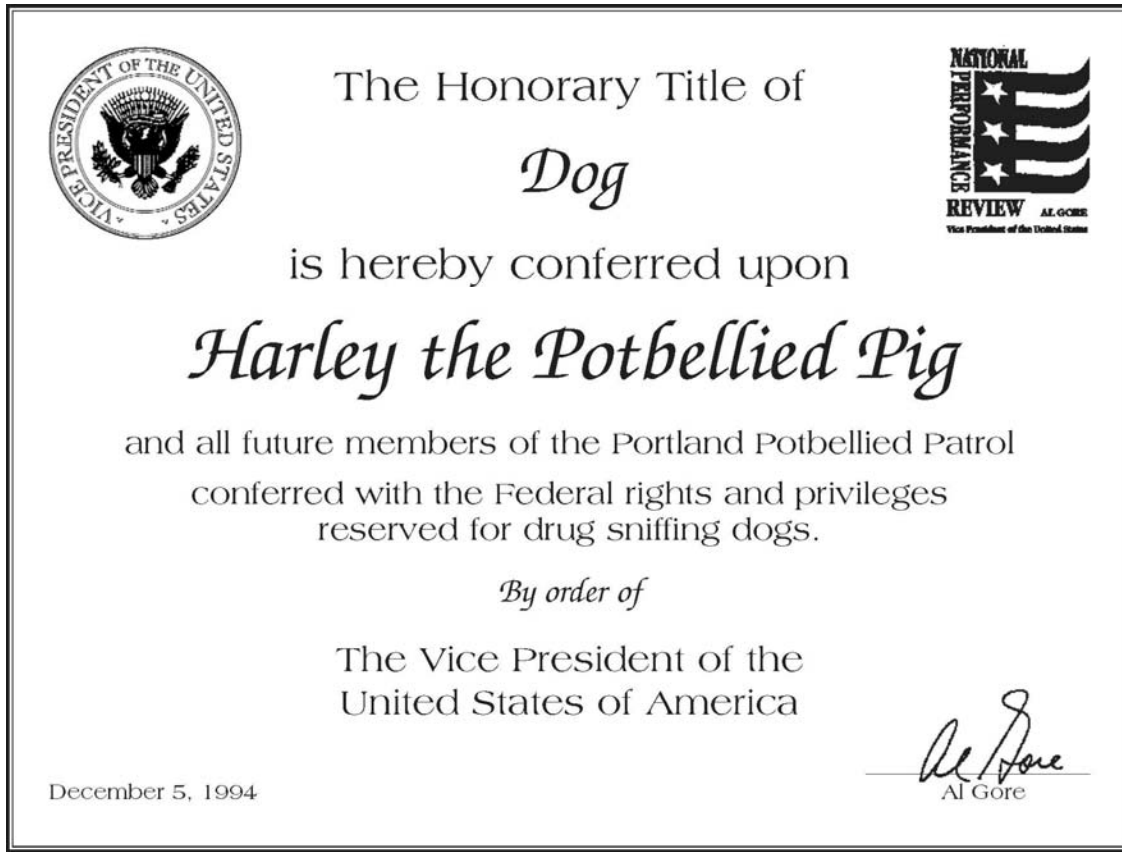 VICE PRESIDENT OF THE UNITED STATES
NATIONAL
PERFORMANCE
REVIEW AL GORE
Vice President of the United States
The Honorary Title of
Dog
is hereby conferred upon
Harley the Potbellied Pig
and all future members of the Portland Potbellied Patrol
conferred with the Federal rights and privileges
reserved for drug sniffing dogs.
By order of
The Vice President of the
United States of America
December 5, 1994
Al Gore
Al Gore